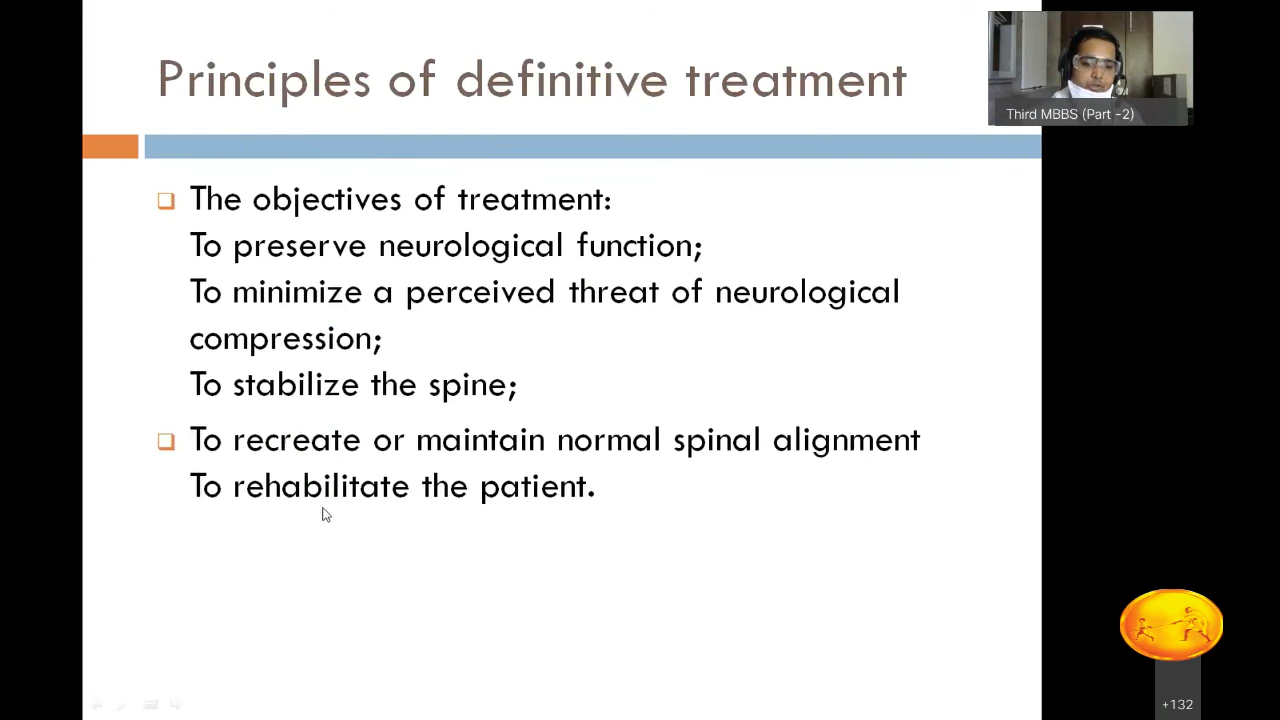 Principles of definitive treatment
Third MBBS (Part -2)
❑ The objectives of treatment:
To preserve neurological function;
To minimize a perceived threat of neurological
compression;
To stabilize the spine;
❑ To recreate or maintain normal spinal alignment
To rehabilitate the patient.
+132